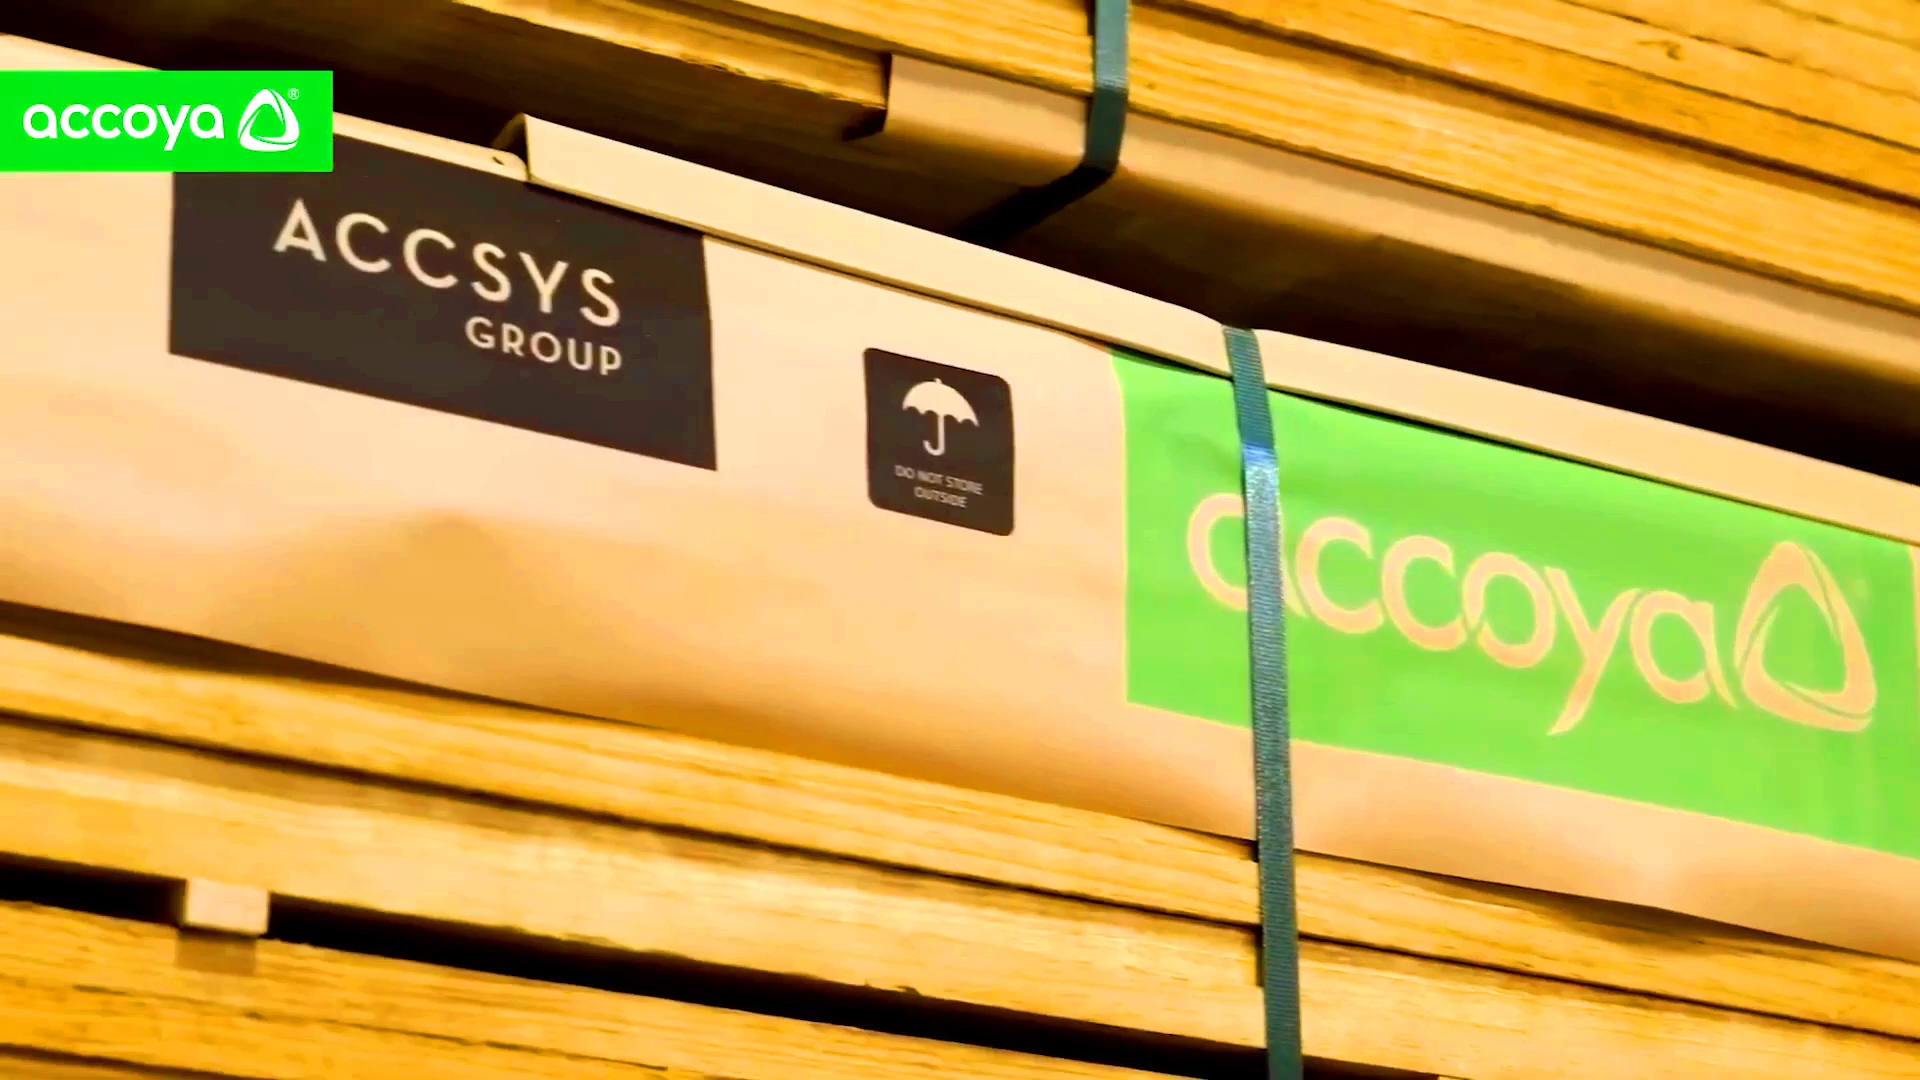 accoya®
ACCSYS
GROUP
DO NOT STORE
OUTSIDE
accoya